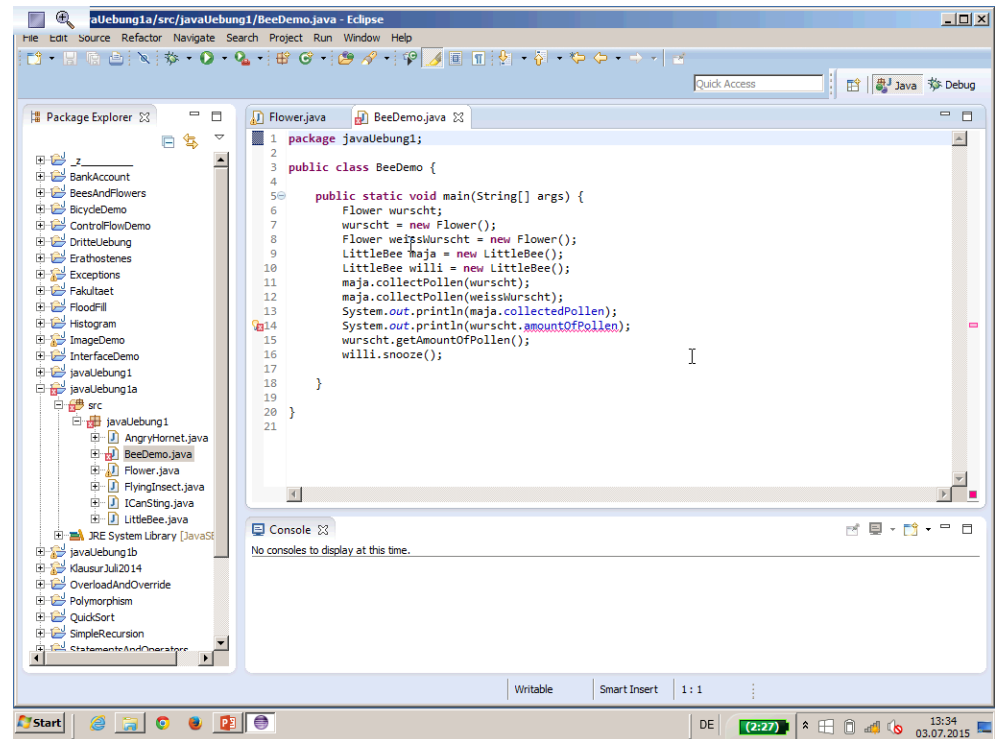 aUebung1a/src/javaUebung1/BeeDemo.java - Eclipse
File Edit Source Refactor Navigate Search Project Run Window Help
Quick Access
Java
Debug
Package Explorer
_z_________
BankAccount
BeesAndFlowers
BicycleDemo
ControlFlowDemo
DritteUebung
Erathostenes
Exceptions
Fakultaet
FloodFill
Histogram
ImageDemo
InterfaceDemo
javaUebung1
javaUebung1a
src
javaUebung1
AngryHornet.java
BeeDemo.java
Flower.java
FlyingInsect.java
ICanSting.java
LittleBee.java
JRE System Library [JavaSE
javaUebung1b
KlausurJuli2014
OverloadAndOverride
Polymorphism
QuickSort
SimpleRecursion
StatementsAndOperators
Flower.java
BeeDemo.java
1 package javaUebung1;
2
3 public class BeeDemo {
4
5 public static void main(String[] args) {
6 Flower wurscht;
7 wurscht = new Flower();
8 Flower weissWurscht = new Flower();
9 LittleBee maja = new LittleBee();
10 LittleBee willi = new LittleBee();
11 maja.collectPollen(wurscht);
12 maja.collectPollen(weissWurscht);
13 System.out.println(maja.collectedPollen);
14 System.out.println(wurscht.amountOfPollen);
15 wurscht.getAmountOfPollen();
16 willi.snooze();
17
18 }
19
20 }
21
Console
No consoles to display at this time.
Writable
Smart Insert
1 : 1
Start
DE
(2:27)
13:34
03.07.2015